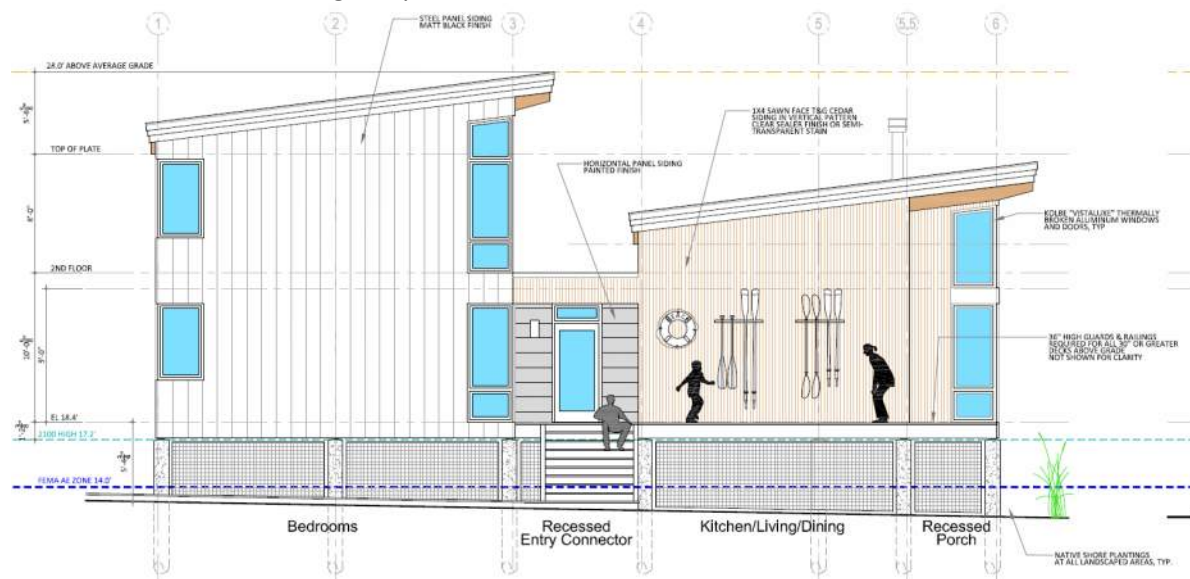 1
2
3
4
5
5.5
6
STEEL PANEL SIDING
MATT BLACK FINISH
28.0' ABOVE AVERAGE GRADE
1X4 SAWN FACE T&G CEDAR
SIDING IN VERTICAL PATTERN
CLEAR SEALER FINISH OR SEMI-
TRANSPARENT STAIN
TOP OF PLATE
HORIZONTAL PANEL SIDING
PAINTED FINISH
KOLBE "VISTALUXE" THERMALLY
BROKEN ALUMINUM WINDOWS
AND DOORS, TYP
2ND FLOOR
BEACH
9'-0"
36" HIGH GUARDS & RAILINGS
REQUIRED FOR ALL 30" OR GREATER
DECKS ABOVE GRADE
NOT SHOWN FOR CLARITY
EL 18.4'
2100 HIGH 17.2'
FEMA AE ZONE 14.0'
Bedrooms
Recessed
Entry Connector
Kitchen/Living/Dining
Recessed
Porch
NATIVE SHORE PLANTINGS
AT ALL LANDSCAPED AREAS, TYP.